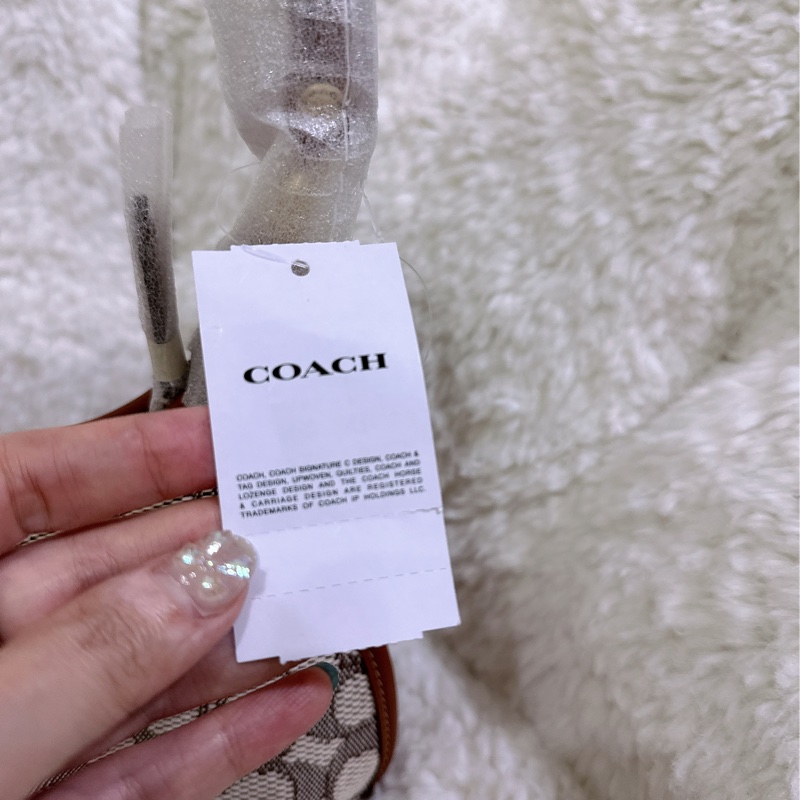 COACH
COACH, COACH SIGNATURE C DESIGN, COACH &
TAG DESIGN, UPWOVEN, QUILTIES, COACH AND
LOZENGE DESIGN AND THE COACH HORSE
& CARRIAGE DESIGN ARE REGISTERED
TRADEMARKS OF COACH IP HOLDINGS LLC.